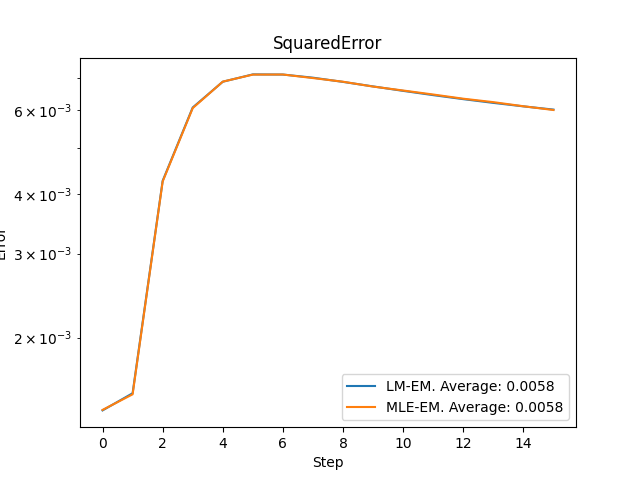 SquaredError
6 × 10⁻³
4 × 10⁻³
3 × 10⁻³
2 × 10⁻³
Error
LM-EM. Average: 0.0058
MLE-EM. Average: 0.0058
0 2 4 6 8 10 12 14
Step